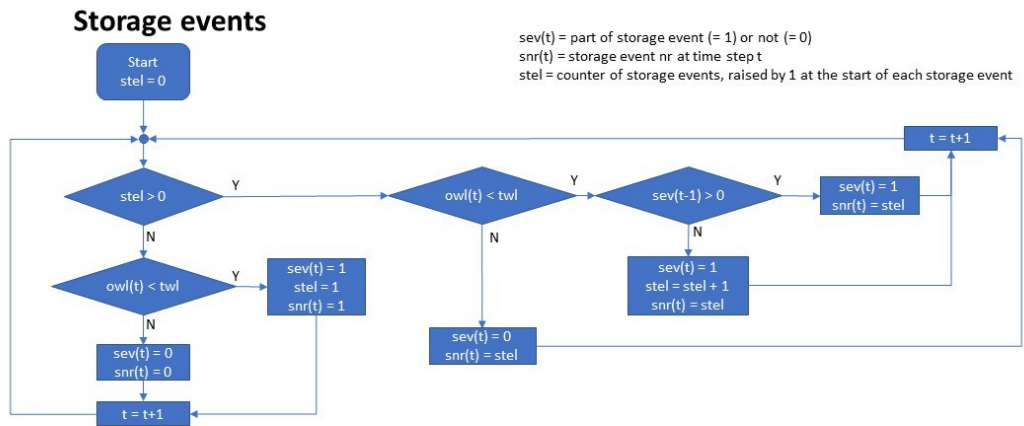 Storage events
sev(t) = part of storage event (= 1) or not (= 0)
snr(t) = storage event nr at time step t
stel = counter of storage events, raised by 1 at the start of each storage event
Start
stel = 0
t = t+1
stel > 0
Y
owl(t) < twl
Y
sev(t-1) > 0
Y
sev(t) = 1
snr(t) = stel
N
N
N
owl(t) < twl
Y
sev(t) = 1
stel = 1
snr(t) = 1
sev(t) = 1
stel = stel + 1
snr(t) = stel
N
sev(t) = 0
snr(t) = 0
sev(t) = 0
snr(t) = stel
t = t+1